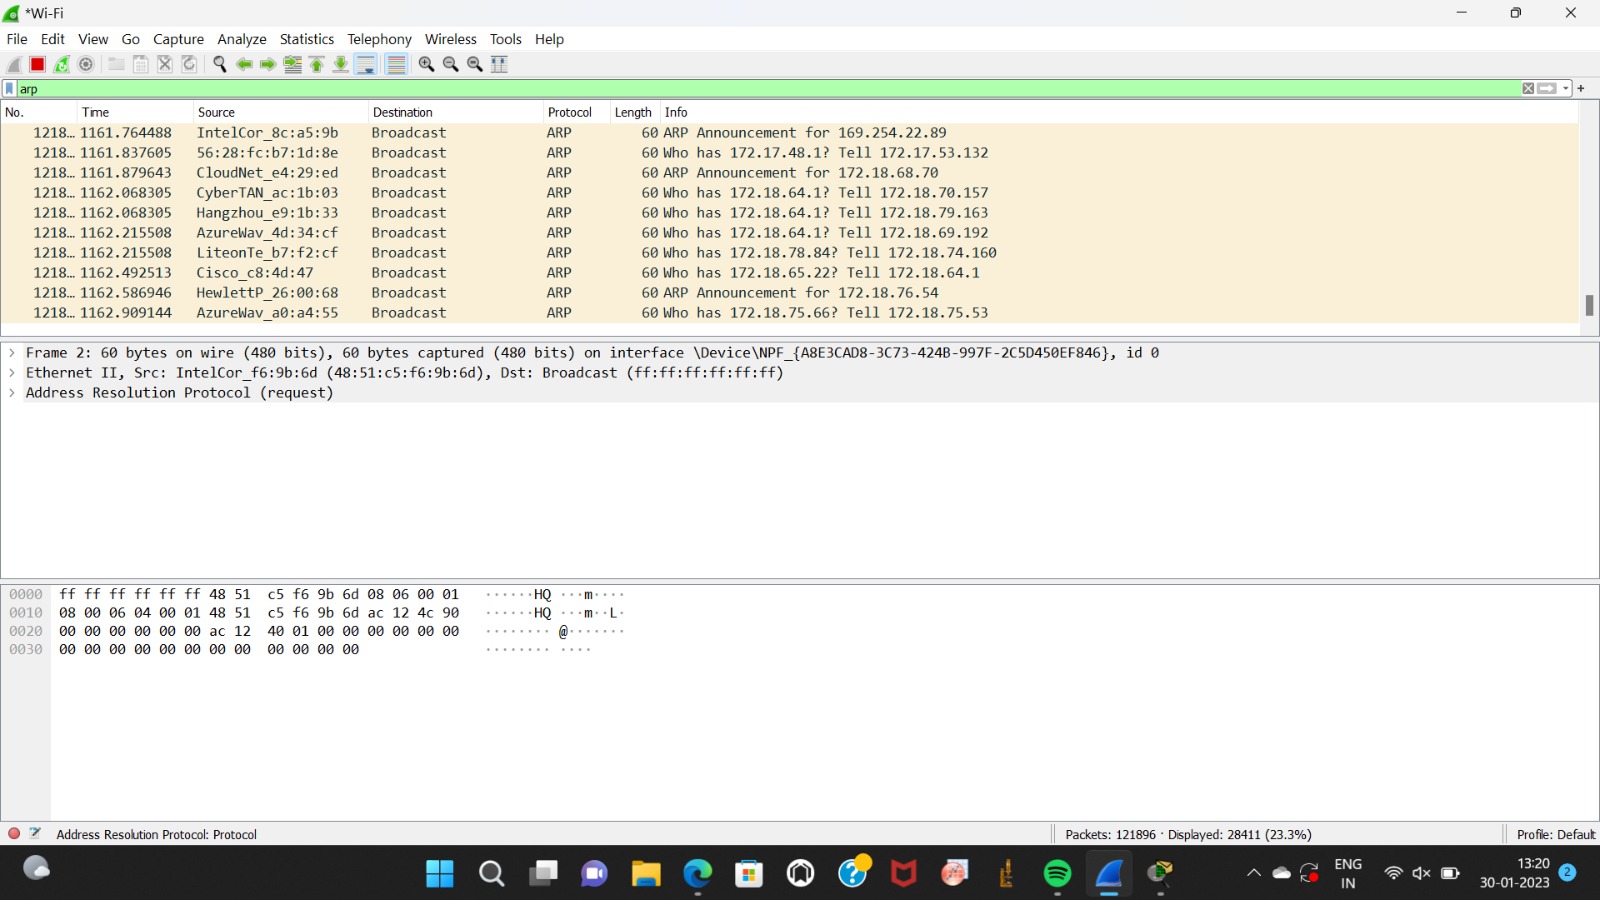 *Wi-Fi
File Edit View Go Capture Analyze Statistics Telephony Wireless Tools Help
arp
No. Time Source Destination Protocol Length Info
1218… 1161.764488 IntelCor_8c:a5:9b Broadcast ARP 60 ARP Announcement for 169.254.22.89
1218… 1161.837605 56:28:fc:b7:1d:8e Broadcast ARP 60 Who has 172.17.48.1? Tell 172.17.53.132
1218… 1161.879643 CloudNet_e4:29:ed Broadcast ARP 60 ARP Announcement for 172.18.68.70
1218… 1162.068305 CyberTAN_ac:1b:03 Broadcast ARP 60 Who has 172.18.64.1? Tell 172.18.70.157
1218… 1162.068305 Hangzhou_e9:1b:33 Broadcast ARP 60 Who has 172.18.64.1? Tell 172.18.79.163
1218… 1162.215508 AzureWav_4d:34:cf Broadcast ARP 60 Who has 172.18.64.1? Tell 172.18.69.192
1218… 1162.215508 LiteonTe_b7:f2:cf Broadcast ARP 60 Who has 172.18.78.84? Tell 172.18.74.160
1218… 1162.492513 Cisco_c8:4d:47 Broadcast ARP 60 Who has 172.18.65.22? Tell 172.18.64.1
1218… 1162.586946 HewlettP_26:00:68 Broadcast ARP 60 ARP Announcement for 172.18.76.54
1218… 1162.909144 AzureWav_a0:a4:55 Broadcast ARP 60 Who has 172.18.75.66? Tell 172.18.75.53
Frame 2: 60 bytes on wire (480 bits), 60 bytes captured (480 bits) on interface \Device\NPF_{A8E3CAD8-3C73-424B-997F-2C5D450EF846}, id 0
Ethernet II, Src: IntelCor_f6:9b:6d (48:51:c5:f6:9b:6d), Dst: Broadcast (ff:ff:ff:ff:ff:ff)
Address Resolution Protocol (request)
0000 ff ff ff ff ff ff 48 51 c5 f6 9b 6d 08 06 00 01 ······HQ ···m····
0010 08 00 06 04 00 01 48 51 c5 f6 9b 6d ac 12 4c 90 ······HQ ···m··L·
0020 00 00 00 00 00 00 ac 12 40 01 00 00 00 00 00 00 ········ @·······
0030 00 00 00 00 00 00 00 00 00 00 00 00 ········ ····
Address Resolution Protocol: Protocol Packets: 121896 · Displayed: 28411 (23.3%) Profile: Default
ENG 13:20
IN 30-01-2023 2